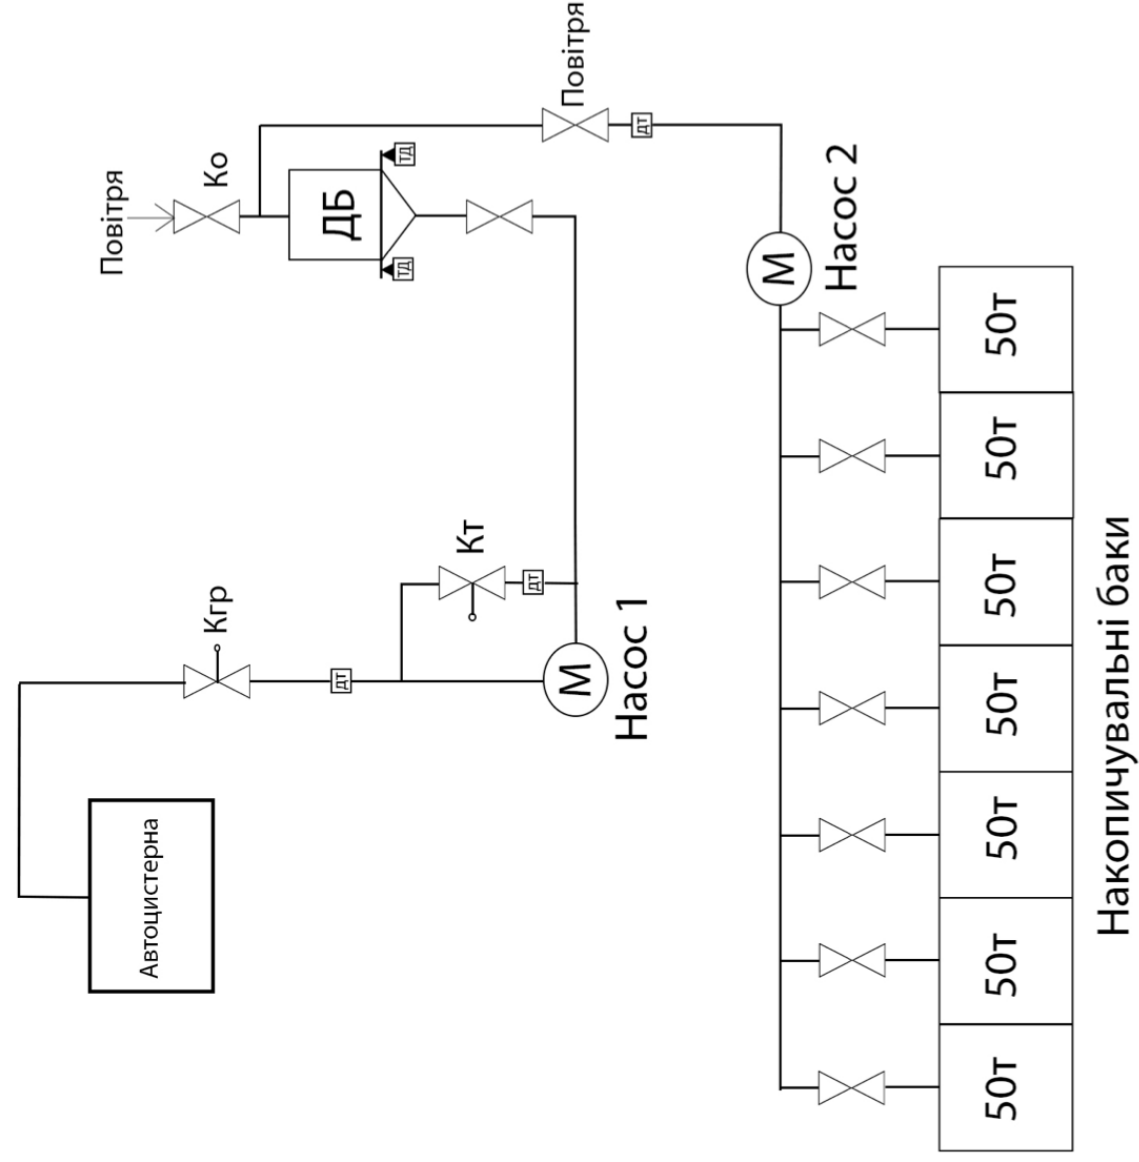 Автоцистерна
Кгр
ДТ
Кт
ДТ
М
Насос 1
Повітря
Ко
ДБ
ТД
ТД
Повітря
ДТ
М
Насос 2
50т
50т
50т
50т
50т
50т
50т
Накопичувальні баки